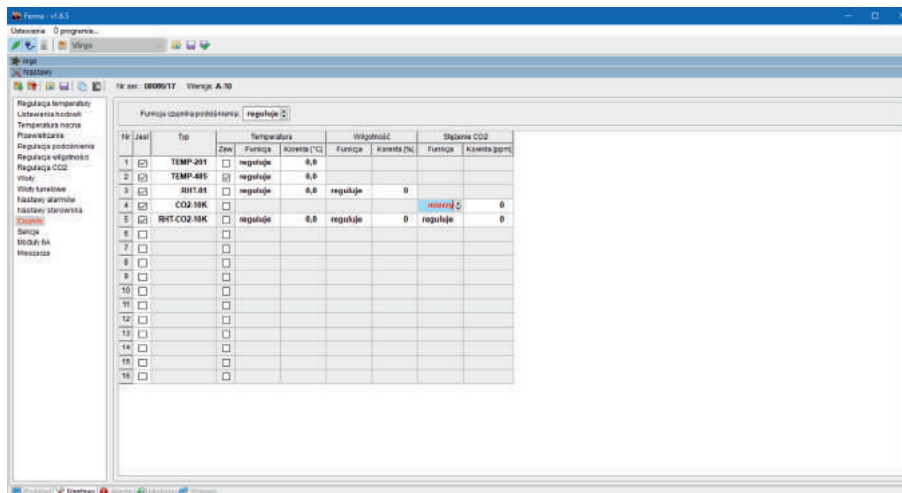 Ferma - v1.0.5
Ustawienia O programie...
Virgo
Virgo
Nastawy
Nr ser.: 00086/17 Wersja: A-10
Regulacja temperatury
Ustawienia hodowli
Temperatura nocna
Przewietrzanie
Regulacja podciśnienia
Regulacja wilgotności
Regulacja CO2
Wloty
Wloty tunelowe
Nastawy alarmów
Nastawy sterownika
Czujniki
Sekcje
Moduły 6A
Mieszacze
Funkcja czujnika podciśnienia: reguluje
Nr Jest Typ Temperatura Wilgotność Stężenie CO2
Zew. Funkcja Korekta [°C] Funkcja Korekta [%] Funkcja Korekta [ppm]
1 TEMP-201 reguluje 0,0
2 TEMP-485 reguluje 0,0
3 RHT-01 reguluje 0,0 reguluje 0
4 CO2-10K mierzy 0
5 RHT-CO2-10K reguluje 0,0 reguluje 0 reguluje 0
6
7
8
9
10
11
12
13
14
15
16
Nastawy